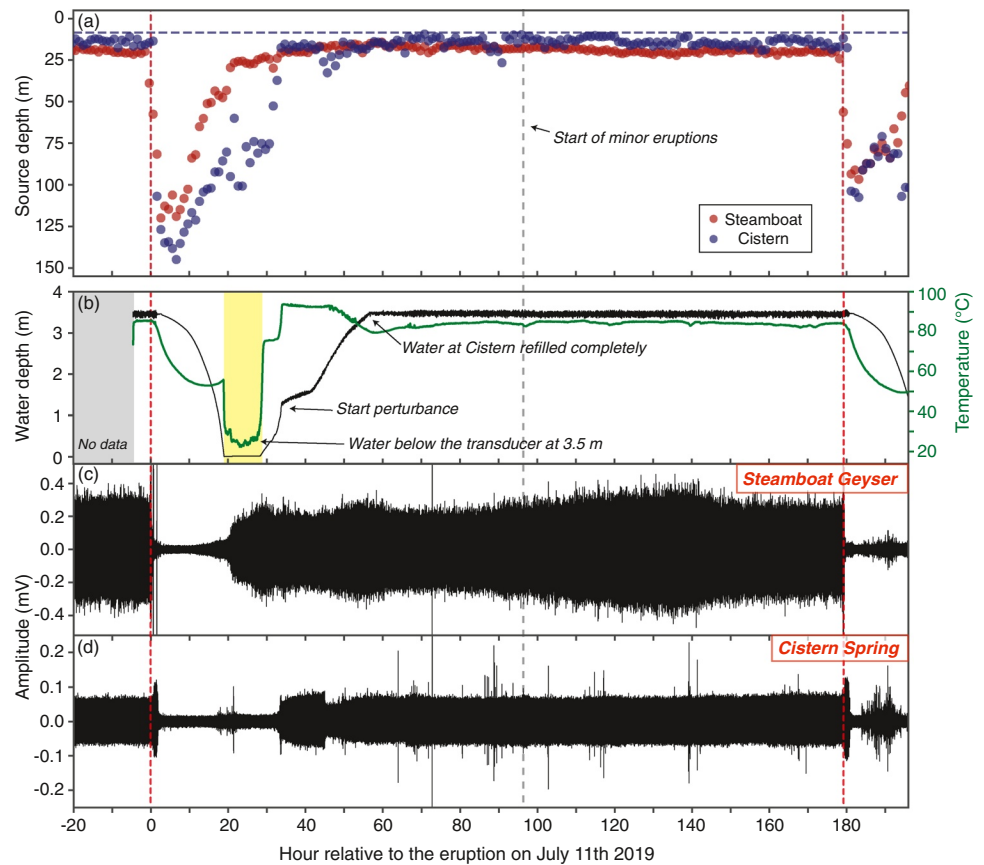 (a)
0
25
50
75
100
125
150
Source depth (m)
Start of minor eruptions
Steamboat
Cistern
(b)
4
3
2
1
0
Water depth (m)
100
80
60
40
20
Temperature (°C)
Water at Cistern refilled completely
Start perturbance
Water below the transducer at 3.5 m
No data
(c)
Steamboat Geyser
0.4
0.2
0.0
-0.2
-0.4
Amplitude (mV)
(d)
Cistern Spring
0.2
0.1
0.0
-0.1
-0.2
-20
0
20
40
60
80
100
120
140
160
180
Hour relative to the eruption on July 11th 2019